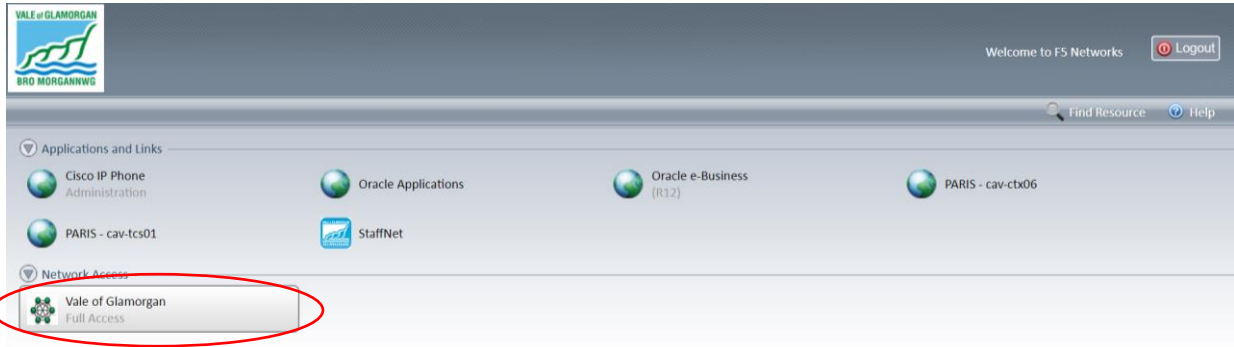 VALE of GLAMORGAN
BRO MORGANNWG
Welcome to F5 Networks
Logout
Find Resource
Help
Applications and Links
Cisco IP Phone
Administration
Oracle Applications
Oracle e-Business
(R12)
PARIS - cav-ctx06
PARIS - cav-tcs01
StaffNet
Network Access
Vale of Glamorgan
Full Access